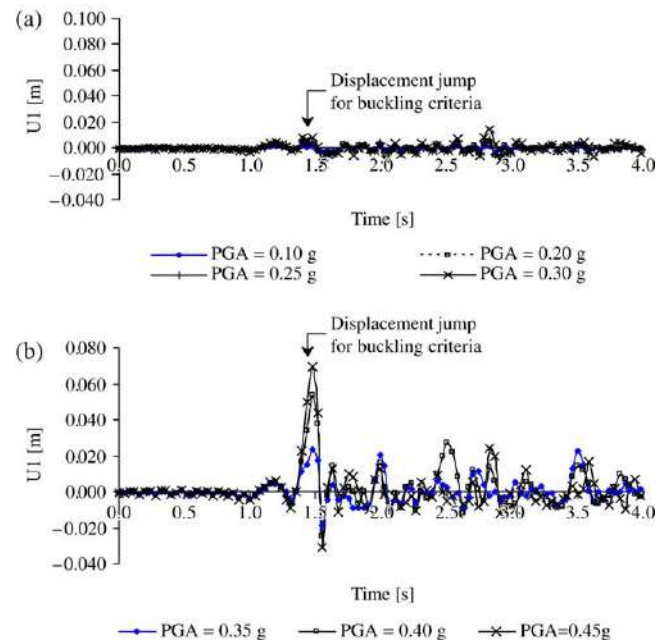 (a)
0.100
0.080
0.060
0.040
0.020
0.000
−0.020
−0.040
U1 [m]
Displacement jump
for buckling criteria
0.0 0.5 1.0 1.5 2.0 2.5 3.0 3.5 4.0
Time [s]
PGA = 0.10 g PGA = 0.20 g
PGA = 0.25 g PGA = 0.30 g
(b)
0.080
0.060
0.040
0.020
0.000
−0.020
−0.040
U1 [m]
Displacement jump
for buckling criteria
0.0 0.5 1.0 1.5 2.0 2.5 3.0 3.5 4.0
Time [s]
PGA = 0.35 g PGA = 0.40 g PGA=0.45g